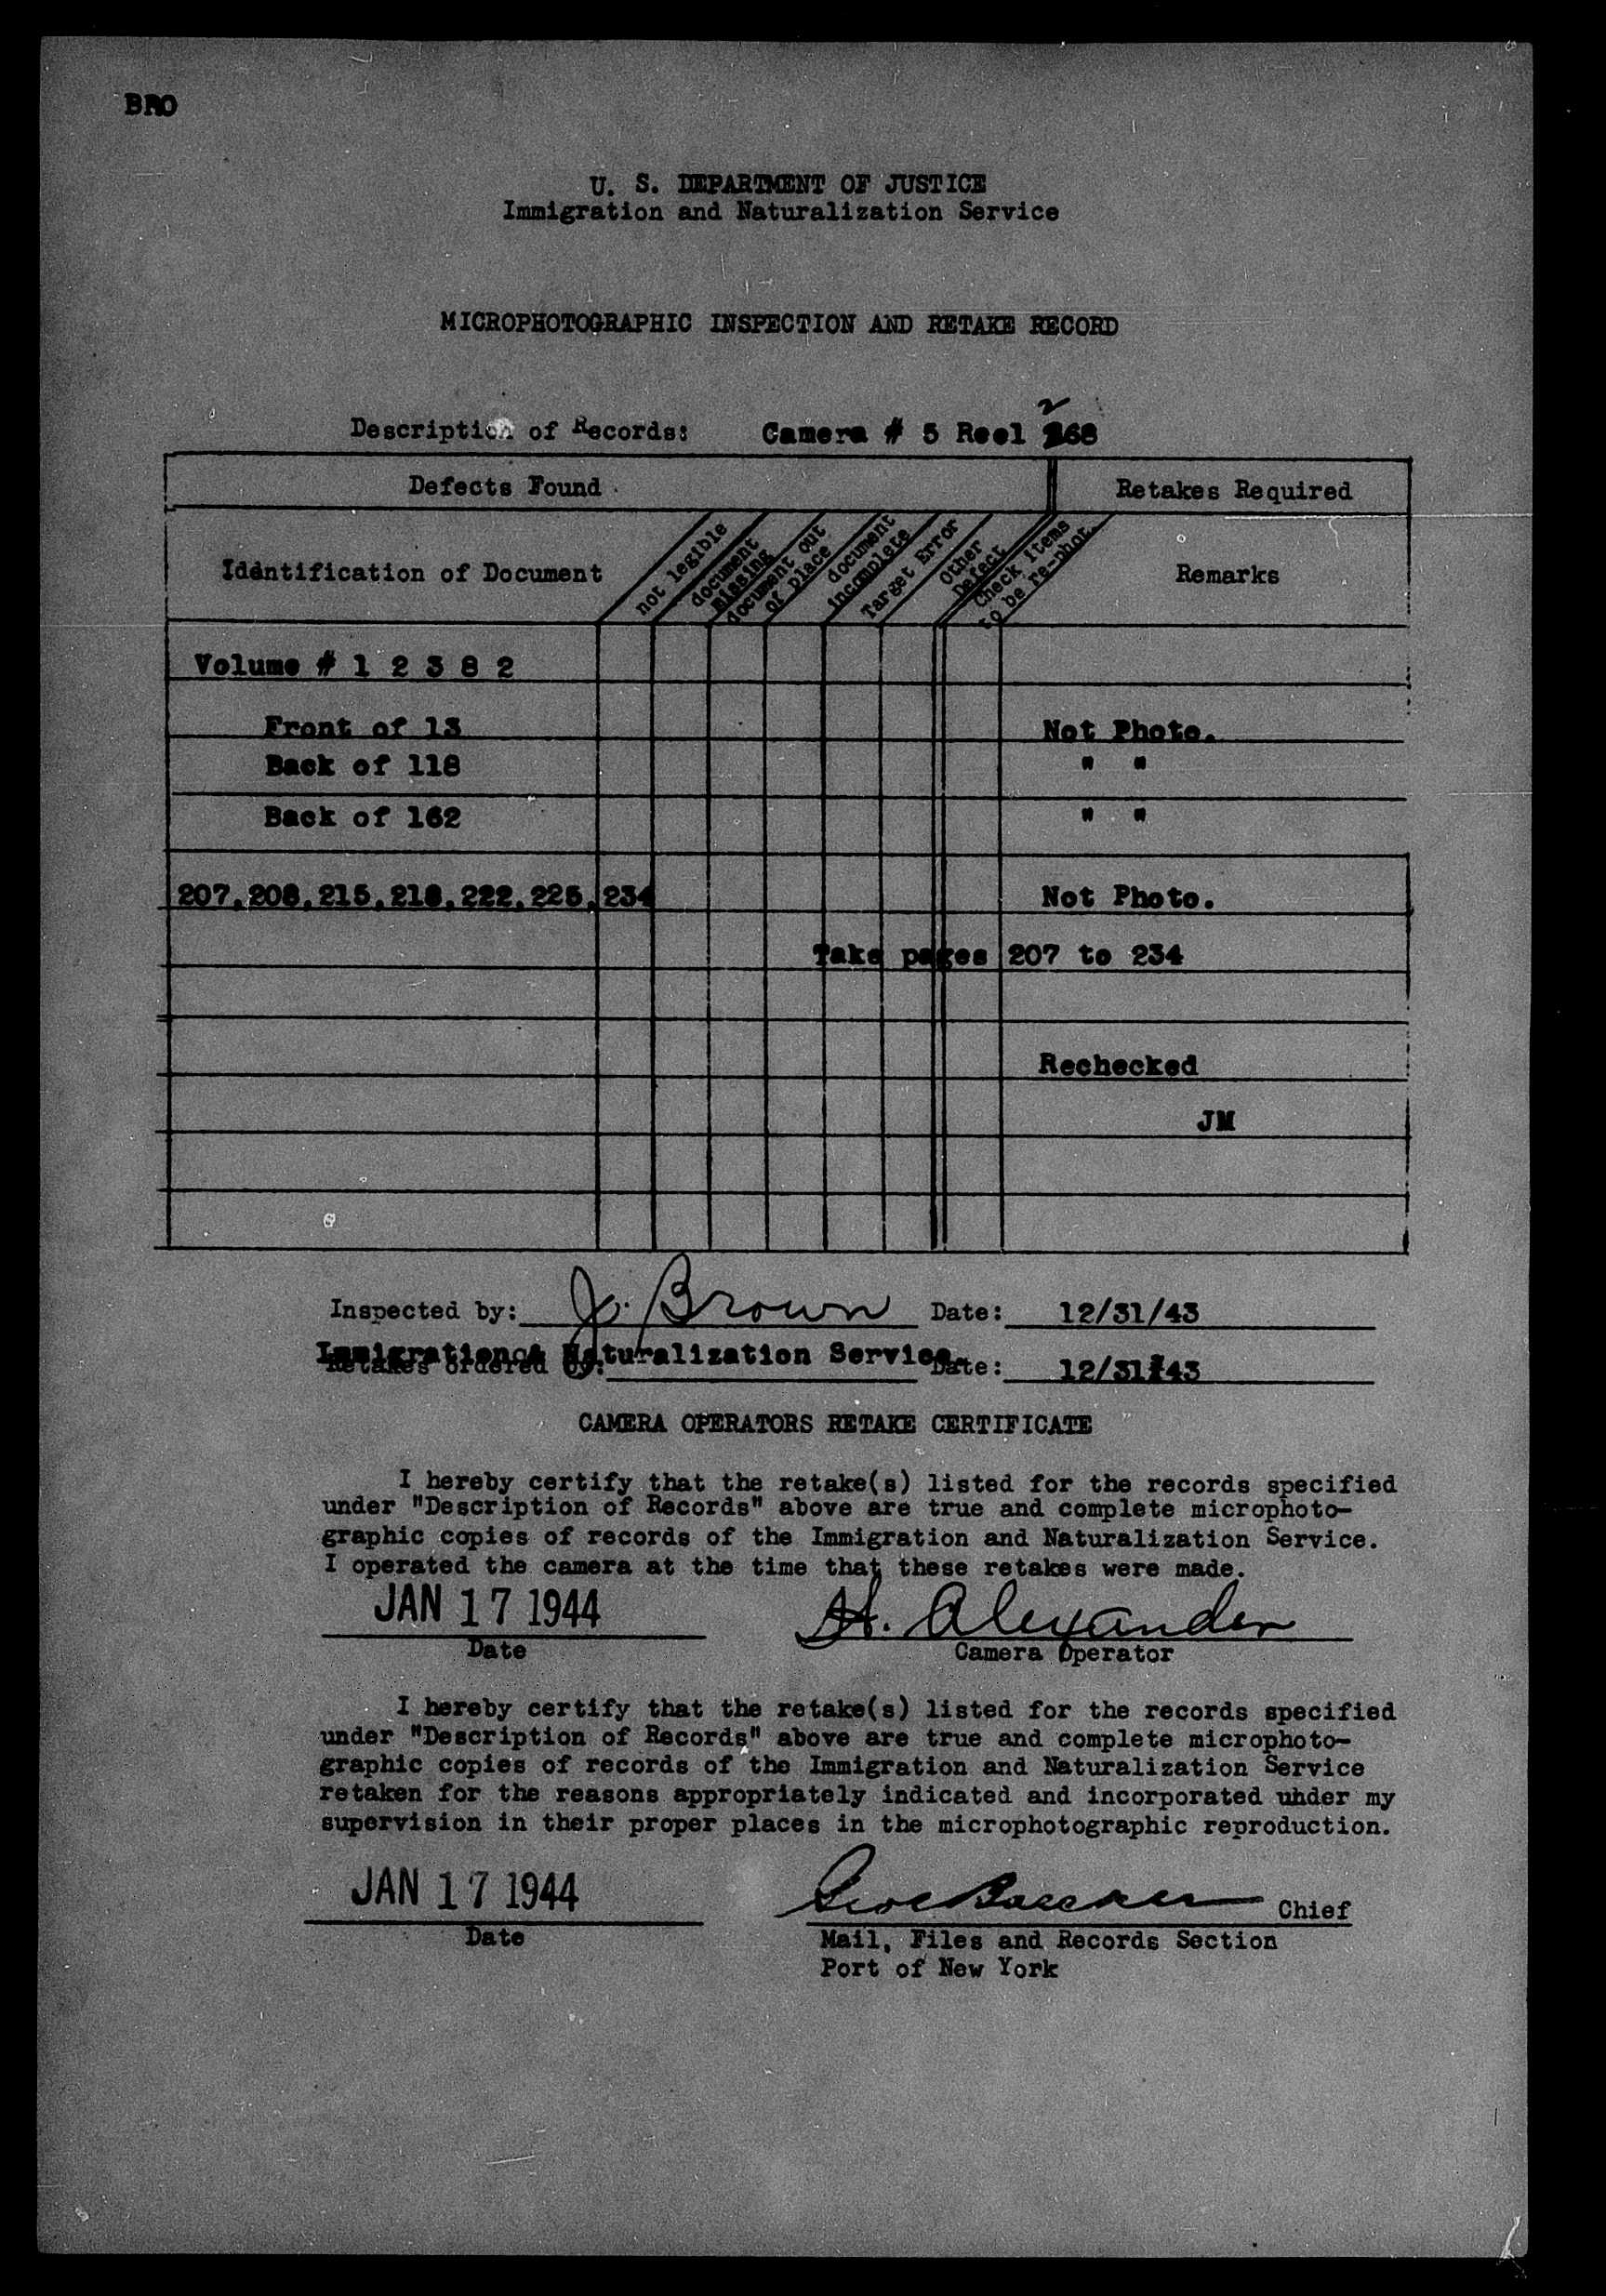 BRO
U. S. DEPARTMENT OF JUSTICE
Immigration and Naturalization Service
MICROPHOTOGRAPHIC INSPECTION AND RETAKE RECORD
2
Description of Records: Camera # 5 Reel 268
Defects Found Retakes Required
Identification of Document
not legible
document
missing
document out
of place
document
incomplete
Target Error
Other
Defect
Check items
to be re-phot.
Remarks
Volume # 1 2 3 8 2
Front of 13 Not Photo.
Back of 118 " "
Back of 162 " "
207,208,215,218,222,225,234 Not Photo.
Take pages 207 to 234
Rechecked
JM
Inspected by: J. Brown Date: 12/31/43
Immigration & Naturalization Service.
Retakes ordered by: Date: 12/31/43
CAMERA OPERATORS RETAKE CERTIFICATE
I hereby certify that the retake(s) listed for the records specified
under "Description of Records" above are true and complete microphoto-
graphic copies of records of the Immigration and Naturalization Service.
I operated the camera at the time that these retakes were made.
JAN 17 1944 H. Alexander
Date Camera Operator
I hereby certify that the retake(s) listed for the records specified
under "Description of Records" above are true and complete microphoto-
graphic copies of records of the Immigration and Naturalization Service
retaken for the reasons appropriately indicated and incorporated uhder my
supervision in their proper places in the microphotographic reproduction.
JAN 17 1944 Chief
Date Mail, Files and Records Section
Port of New York